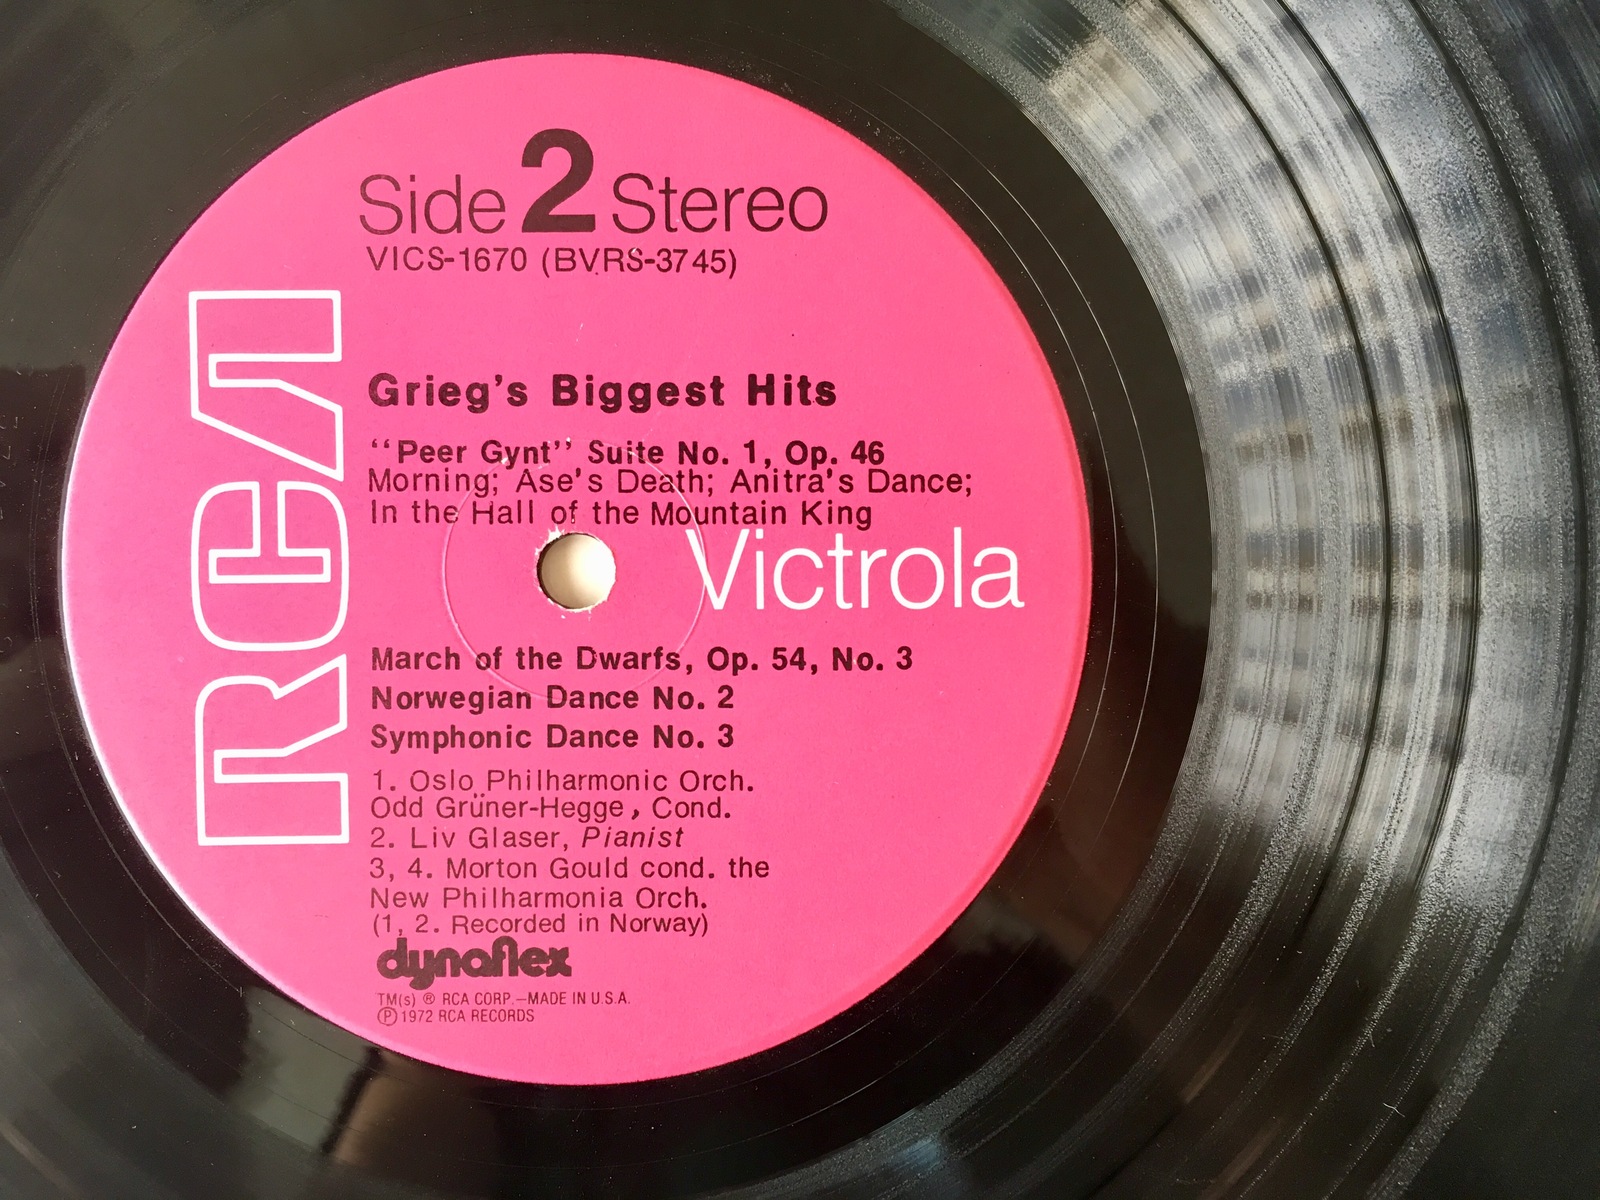 Side 2 Stereo
VICS-1670 (BVRS-3745)
RCA
Grieg's Biggest Hits
“Peer Gynt” Suite No. 1, Op. 46
Morning; Ase's Death; Anitra's Dance;
In the Hall of the Mountain King
Victrola
March of the Dwarfs, Op. 54, No. 3
Norwegian Dance No. 2
Symphonic Dance No. 3
1. Oslo Philharmonic Orch.
Odd Grüner-Hegge, Cond.
2. Liv Glaser, Pianist
3, 4. Morton Gould cond. the
New Philharmonia Orch.
(1, 2. Recorded in Norway)
dynaflex
TM(s) ® RCA CORP.—MADE IN U.S.A.
℗ 1972 RCA RECORDS